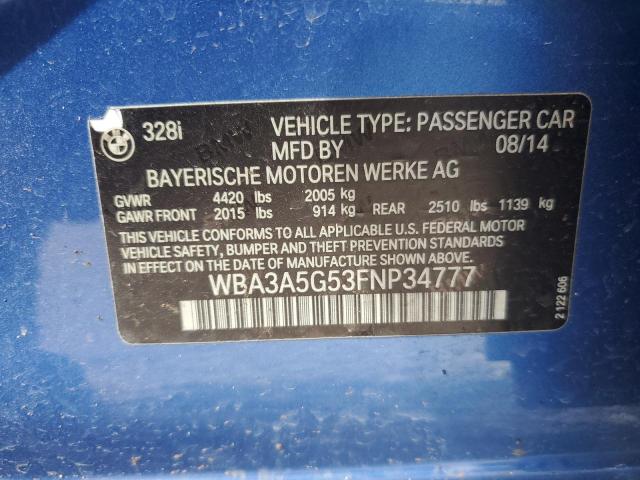 328i VEHICLE TYPE: PASSENGER CAR
MFD BY 08/14
BAYERISCHE MOTOREN WERKE AG
GVWR 4420 lbs 2005 kg
GAWR FRONT 2015 lbs 914 kg REAR 2510 lbs 1139 kg
THIS VEHICLE CONFORMS TO ALL APPLICABLE U.S. FEDERAL MOTOR
VEHICLE SAFETY, BUMPER AND THEFT PREVENTION STANDARDS
IN EFFECT ON THE DATE OF MANUFACTURE SHOWN ABOVE.
WBA3A5G53FNP34777
2 122 606